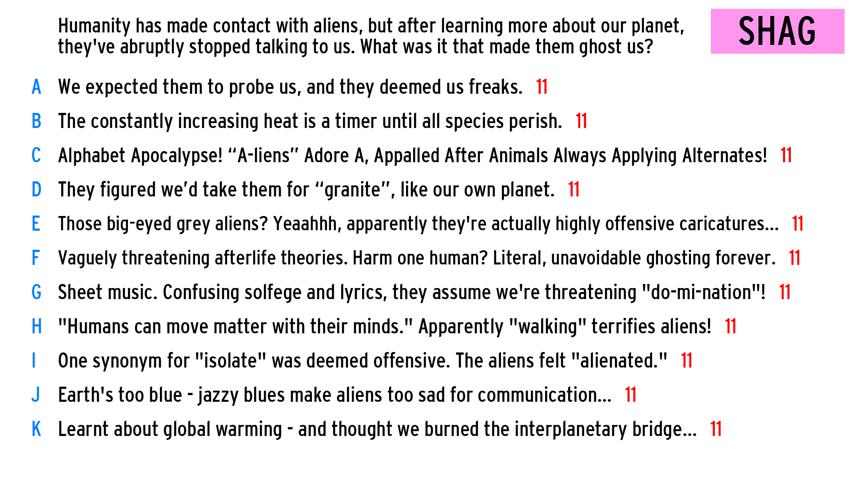 Humanity has made contact with aliens, but after learning more about our planet,
they've abruptly stopped talking to us. What was it that made them ghost us?
SHAG
A We expected them to probe us, and they deemed us freaks. 11
B The constantly increasing heat is a timer until all species perish. 11
C Alphabet Apocalypse! “A-liens” Adore A, Appalled After Animals Always Applying Alternates! 11
D They figured we’d take them for “granite”, like our own planet. 11
E Those big-eyed grey aliens? Yeaahhh, apparently they're actually highly offensive caricatures... 11
F Vaguely threatening afterlife theories. Harm one human? Literal, unavoidable ghosting forever. 11
G Sheet music. Confusing solfege and lyrics, they assume we're threatening "do-mi-nation"! 11
H "Humans can move matter with their minds." Apparently "walking" terrifies aliens! 11
I One synonym for "isolate" was deemed offensive. The aliens felt "alienated." 11
J Earth's too blue - jazzy blues make aliens too sad for communication... 11
K Learnt about global warming - and thought we burned the interplanetary bridge... 11